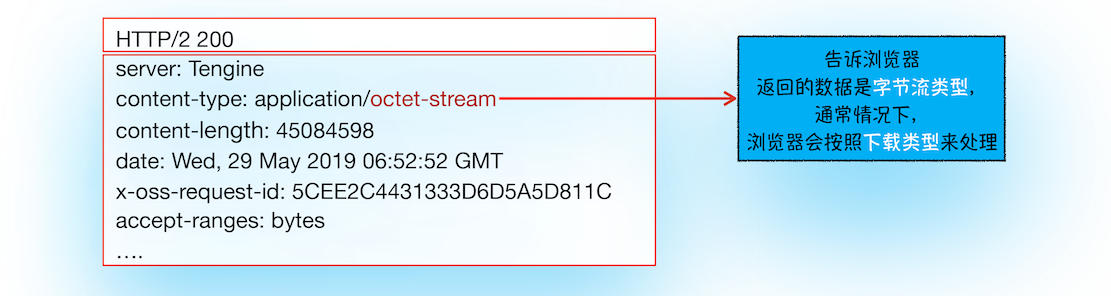 HTTP/2 200
server: Tengine
content-type: application/octet-stream
content-length: 45084598
date: Wed, 29 May 2019 06:52:52 GMT
x-oss-request-id: 5CEE2C4431333D6D5A5D811C
accept-ranges: bytes
….
告诉浏览器
返回的数据是字节流类型，
通常情况下，
浏览器会按照下载类型来处理